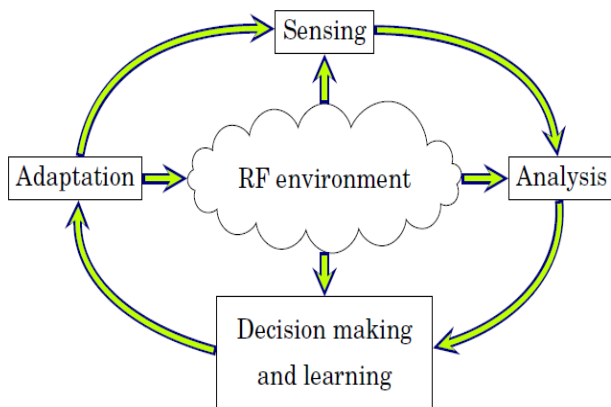 Sensing
Adaptation
RF environment
Analysis
Decision making
and learning